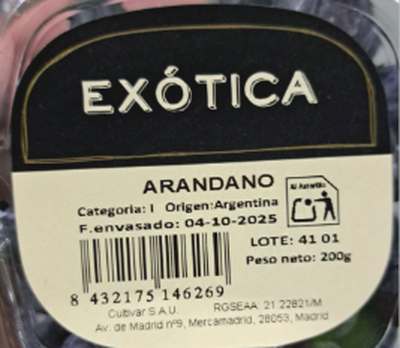 EXÓTICA
ARANDANO
Al Amarillo
Categoria: I Origen:Argentina
F.envasado: 04-10-2025
LOTE: 41 01
Peso neto: 200g
8 432175 146269
Cultivar S.A.U. RGSEAA: 21.22821/M
Av. de Madrid nº9, Mercamadrid, 28053, Madrid